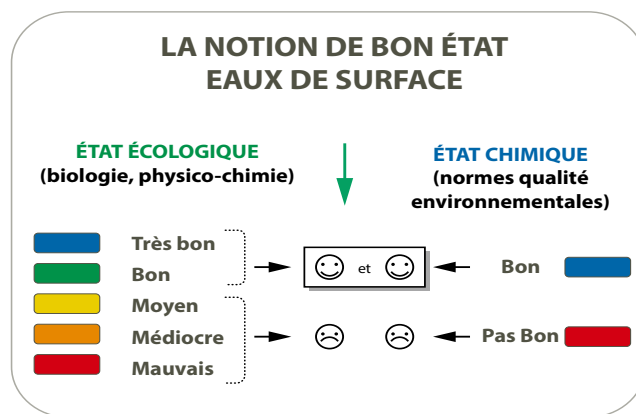 LA NOTION DE BON ÉTAT
EAUX DE SURFACE
ÉTAT ÉCOLOGIQUE
(biologie, physico-chimie)
ÉTAT CHIMIQUE
(normes qualité
environnementales)
Très bon
Bon
Moyen
Médiocre
Mauvais
et
Bon
Pas Bon